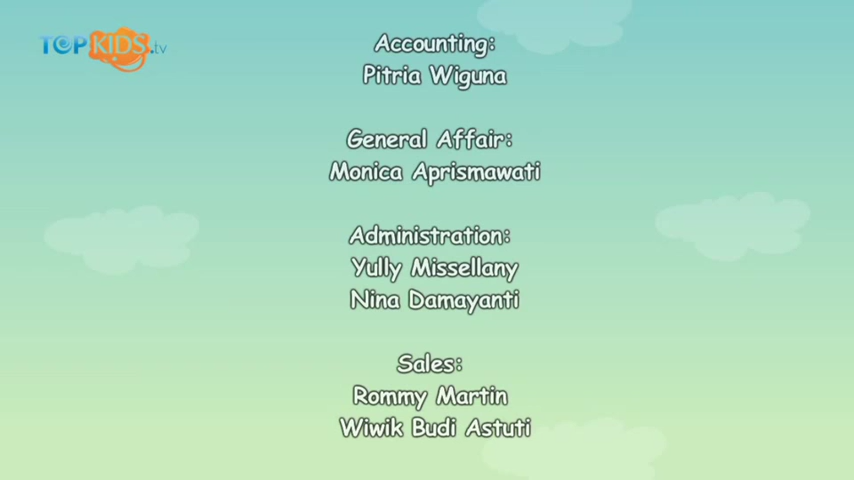 TOPKIDS.tv
Accounting:
Pitria Wiguna
General Affair:
Monica Aprismawati
Administration:
Yully Missellany
Nina Damayanti
Sales:
Rommy Martin
Wiwik Budi Astuti